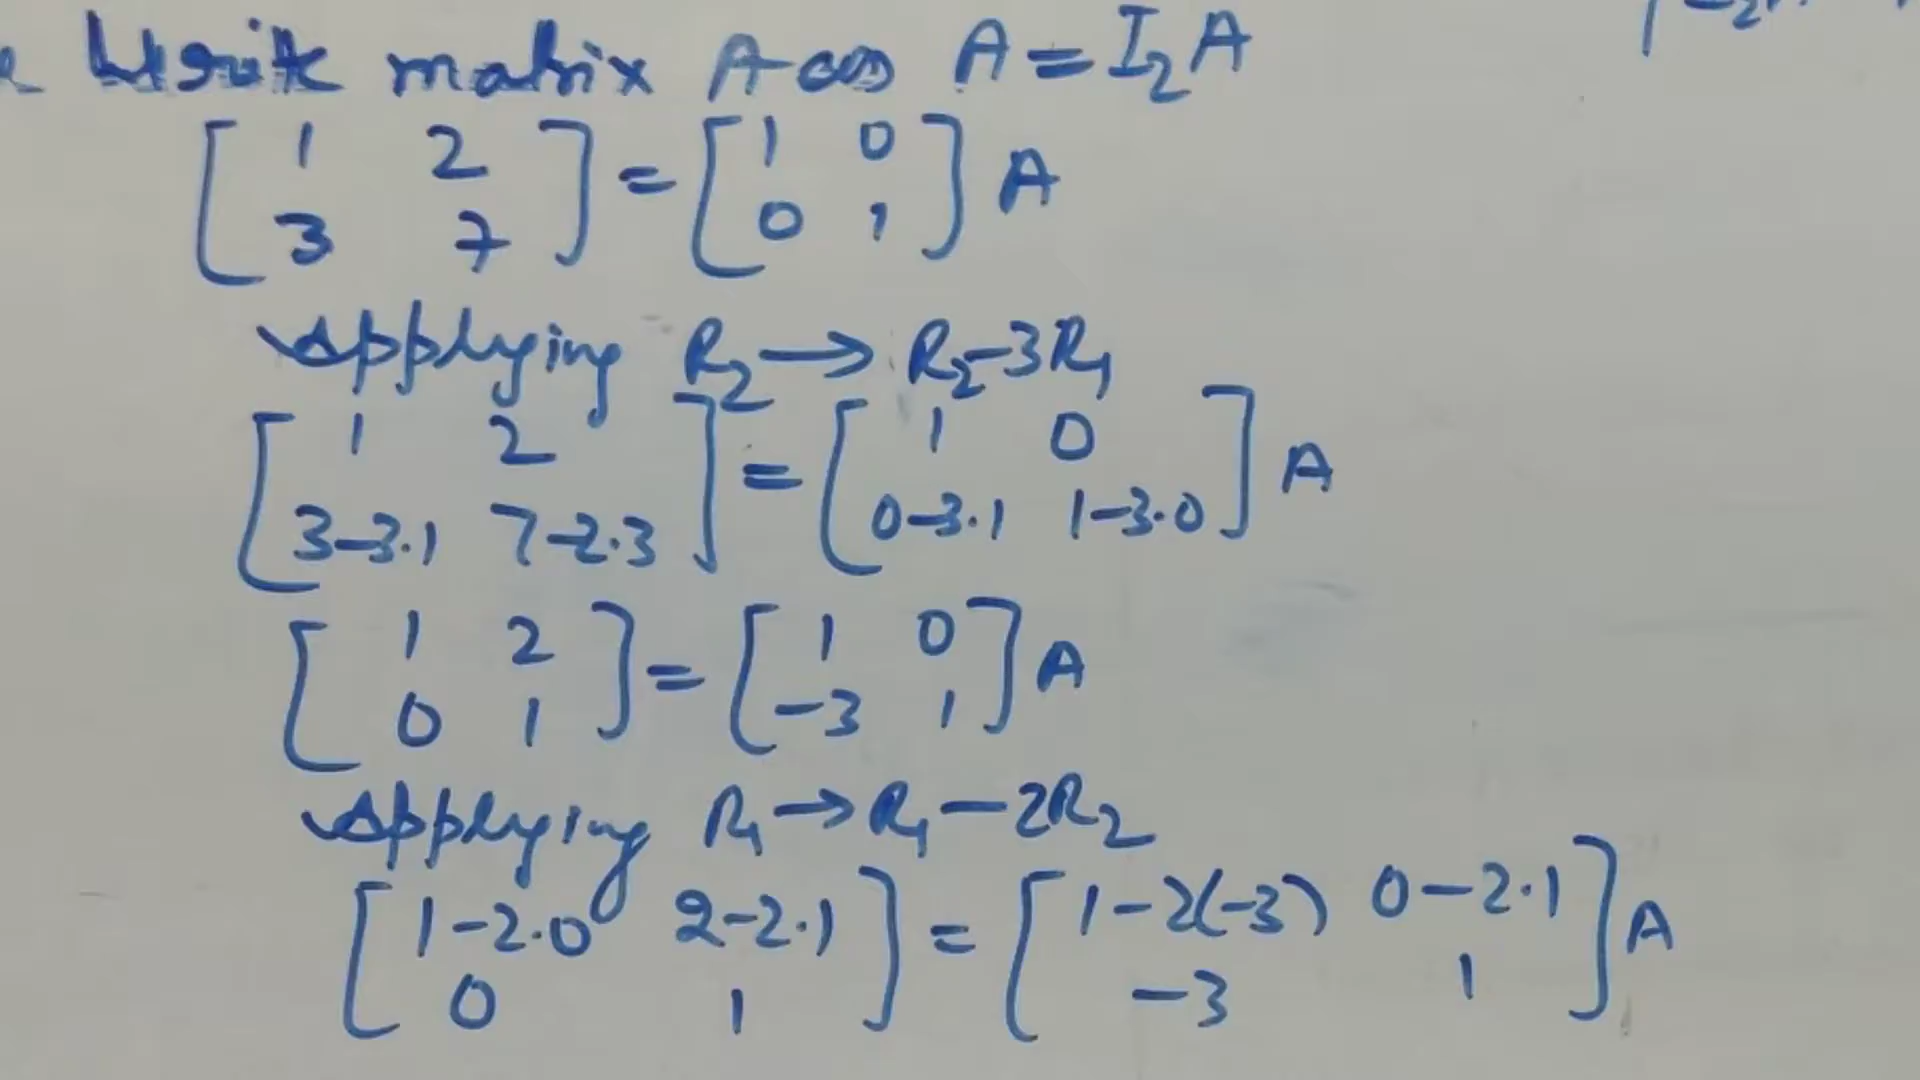 Write matrix A as A = I₂A
[ 1 2 ] = [ 1 0 ] A
[ 3 7 ] [ 0 1 ]
Applying R₂ → R₂-3R₁
[ 1 2 ] = [ 1 0 ] A
[ 3-3.1 7-2.3 ] [ 0-3.1 1-3.0 ]
[ 1 2 ] = [ 1 0 ] A
[ 0 1 ] [ -3 1 ]
Applying R₁ → R₁ - 2R₂
[ 1-2.0 2-2.1 ] = [ 1-2(-3) 0-2.1 ] A
[ 0 1 ] [ -3 1 ]